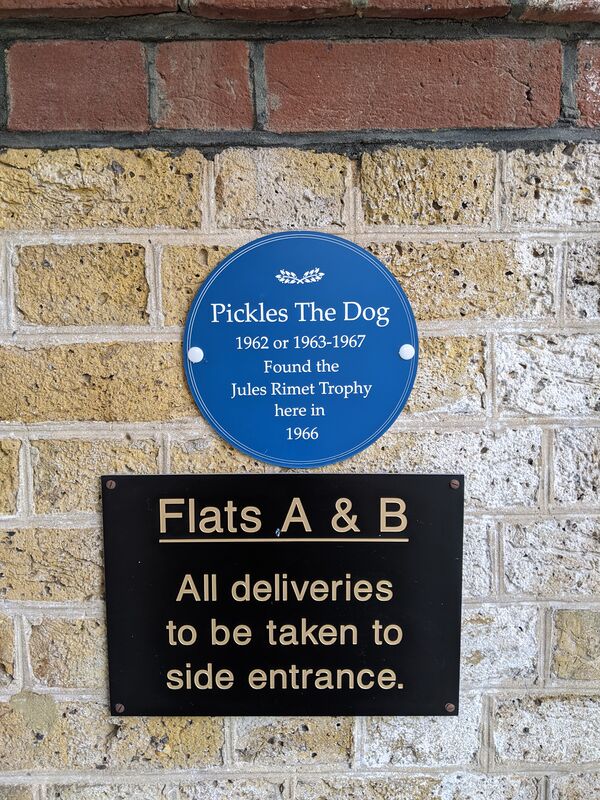 Pickles The Dog
1962 or 1963-1967
Found the
Jules Rimet Trophy
here in
1966
Flats A & B
All deliveries
to be taken to
side entrance.